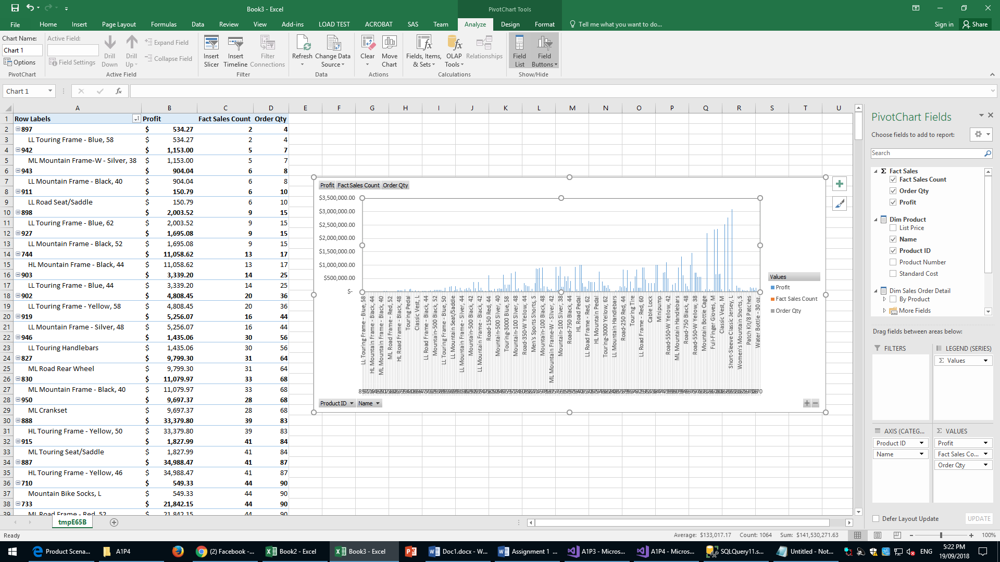 Book3 - Excel
PivotChart Tools
File Home Insert Page Layout Formulas Data Review View Add-ins LOAD TEST ACROBAT SAS Team Analyze Design Format Tell me what you want to do... Sign in Share
Chart Name:
Chart 1
Options
PivotChart
Active Field:
Field Settings
Drill Down
Drill Up
Expand Field
Collapse Field
Active Field
Insert Slicer
Insert Timeline
Filter Connections
Filter
Refresh
Change Data Source
Data
Clear
Move Chart
Actions
Fields, Items, & Sets
OLAP Tools
Relationships
Calculations
Field List
Field Buttons
Show/Hide
Chart 1
fx
A B C D E F G H I J K L M N O P Q R S T U
1 Row Labels Profit Fact Sales Count Order Qty
2 897 $ 534.27 2 4
3 LL Touring Frame - Blue, 58 $ 534.27 2 4
4 942 $ 1,153.00 5 7
5 ML Mountain Frame-W - Silver, 38 $ 1,153.00 5 7
6 943 $ 904.04 6 8
7 LL Mountain Frame - Black, 40 $ 904.04 6 8
8 911 $ 150.79 6 10
9 LL Road Seat/Saddle $ 150.79 6 10
10 898 $ 2,003.52 9 15
11 LL Touring Frame - Blue, 62 $ 2,003.52 9 15
12 927 $ 1,695.08 9 15
13 LL Mountain Frame - Black, 52 $ 1,695.08 9 15
14 744 $ 11,058.62 13 17
15 HL Mountain Frame - Black, 44 $ 11,058.62 13 17
16 903 $ 3,339.20 14 25
17 LL Touring Frame - Blue, 44 $ 3,339.20 14 25
18 902 $ 4,808.45 20 36
19 LL Touring Frame - Yellow, 58 $ 4,808.45 20 36
20 919 $ 5,256.07 16 44
21 LL Mountain Frame - Silver, 48 $ 5,256.07 16 44
22 946 $ 1,435.06 30 56
23 LL Touring Handlebars $ 1,435.06 30 56
24 827 $ 9,799.30 31 64
25 ML Road Rear Wheel $ 9,799.30 31 64
26 830 $ 11,079.97 33 68
27 ML Mountain Frame - Black, 40 $ 11,079.97 33 68
28 950 $ 9,697.37 28 68
29 ML Crankset $ 9,697.37 28 68
30 888 $ 33,379.80 39 83
31 HL Touring Frame - Yellow, 50 $ 33,379.80 39 83
32 915 $ 1,827.99 41 84
33 ML Touring Seat/Saddle $ 1,827.99 41 84
34 887 $ 34,988.47 41 87
35 HL Touring Frame - Yellow, 46 $ 34,988.47 41 87
36 710 $ 549.33 44 90
37 Mountain Bike Socks, L $ 549.33 44 90
38 733 $ 21,842.15 44 90
39 ML Road Frame - Red, 52 $ 21,842.15 44 90
Profit Fact Sales Count Order Qty
$3,500,000.00
$3,000,000.00
$2,500,000.00
$2,000,000.00
$1,500,000.00
$1,000,000.00
$500,000.00
$-
LL Touring Frame - Blue, 58
HL Mountain Frame - Black, 44
ML Mountain Frame - Black, 40
ML Road Frame - Red, 52
HL Road Frame - Black, 48
Touring Pedal
Classic Vest, L
LL Road Frame - Black, 44
Mountain-500 Black, 52
LL Touring Frame - Blue, 50
LL Mountain Seat/Saddle
LL Mountain Frame - Silver, 44
Mountain-500 Black, 42
LL Mountain Frame - Black, 42
Road-150 Red, 44
Mountain-500 Silver, 40
Touring-3000 Blue, 58
Mountain-100 Silver, 48
Road-350-W Yellow, 44
Men's Sports Shorts, S
Mountain-100 Black, 48
ML Mountain Frame-W - Silver, 42
Mountain-100 Silver, 38
Road-750 Black, 44
HL Road Pedal
LL Road Frame - Red, 62
HL Mountain Pedal
Touring-3000 Yellow, 62
LL Mountain Handlebars
Road-250 Red, 44
Touring Tire
LL Road Frame - Red, 60
Cable Lock
Minipump
Road-550-W Yellow, 42
ML Mountain Handlebars
Road-750 Black, 48
Road-550-W Yellow, 38
Mountain Bottle Cage
Full-Finger Gloves, M
Classic Vest, M
Short-Sleeve Classic Jersey, L
Women's Mountain Shorts, S
Patch Kit/8 Patches
Water Bottle - 30 oz.
Product ID Name
Values
Profit
Fact Sales Count
Order Qty
PivotChart Fields
Choose fields to add to report:
Search
Σ Fact Sales
Fact Sales Count
Order Qty
Profit
Dim Product
List Price
Name
Product ID
Product Number
Standard Cost
Dim Sales Order Detail
By Product
More Fields
Drag fields between areas below:
FILTERS
LEGEND (SERIES)
Σ Values
AXIS (CATEG...
Product ID
Name
Σ VALUES
Profit
Fact Sales Co...
Order Qty
Defer Layout Update UPDATE
tmpE65B
Ready Average: $133,017.17 Count: 1064 Sum: $141,530,271.63 100%
Product Scena... A1P4 (2) Facebook -... Book2 - Excel Book3 - Excel Doc1.docx - W... Assignment 1 ... A1P3 - Micros... A1P4 - Micros... SQLQuery11.s... Untitled - Not... ENG
5:22 PM
19/09/2018